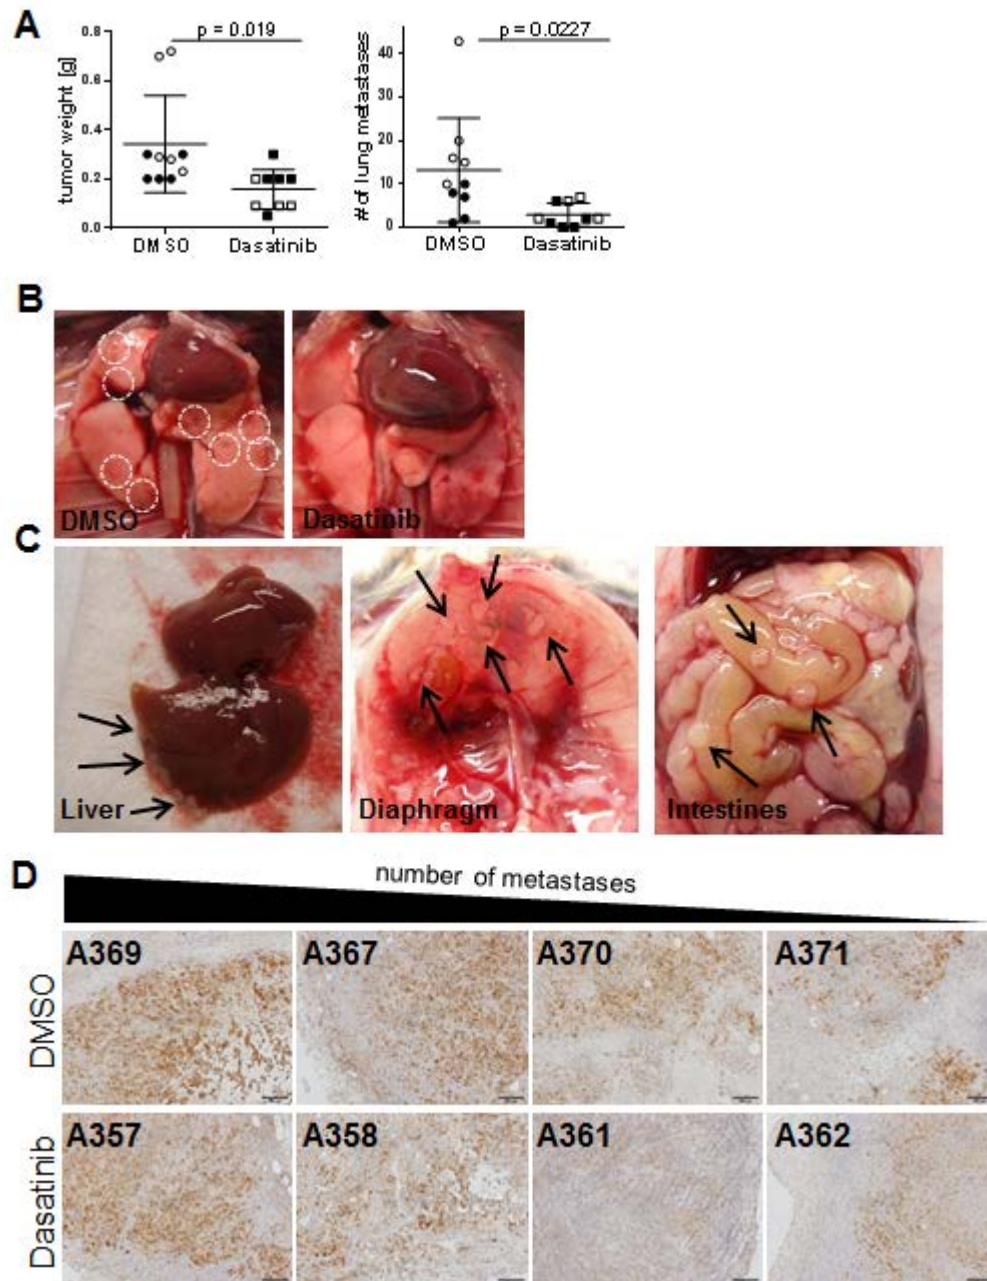 A
p = 0.019
p = 0.0227
tumor weight [g]
0.8
0.6
0.4
0.2
0.0
DMSO
Dasatinib
# of lung metastases
40
30
20
10
0
DMSO
Dasatinib
B
DMSO
Dasatinib
C
Liver
Diaphragm
Intestines
D
number of metastases
DMSO
A369
A367
A370
A371
Dasatinib
A357
A358
A361
A362